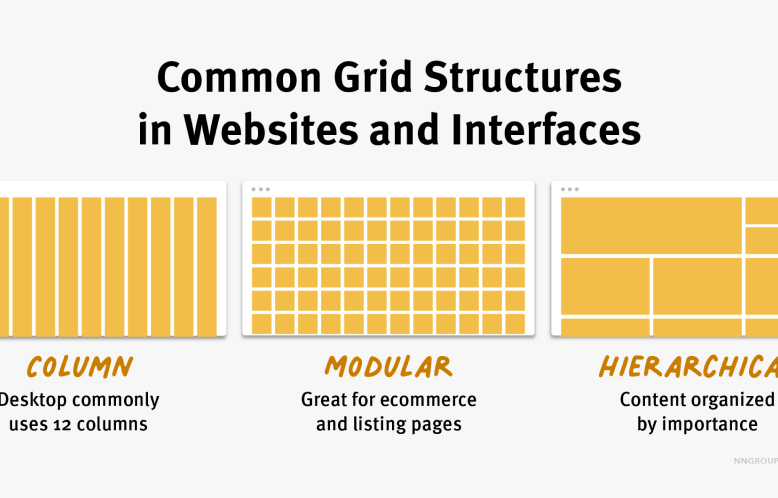 Common Grid Structures
in Websites and Interfaces
COLUMN
Desktop commonly
uses 12 columns
MODULAR
Great for ecommerce
and listing pages
HIERARCHICA
Content organized
by importance
NNGROUP